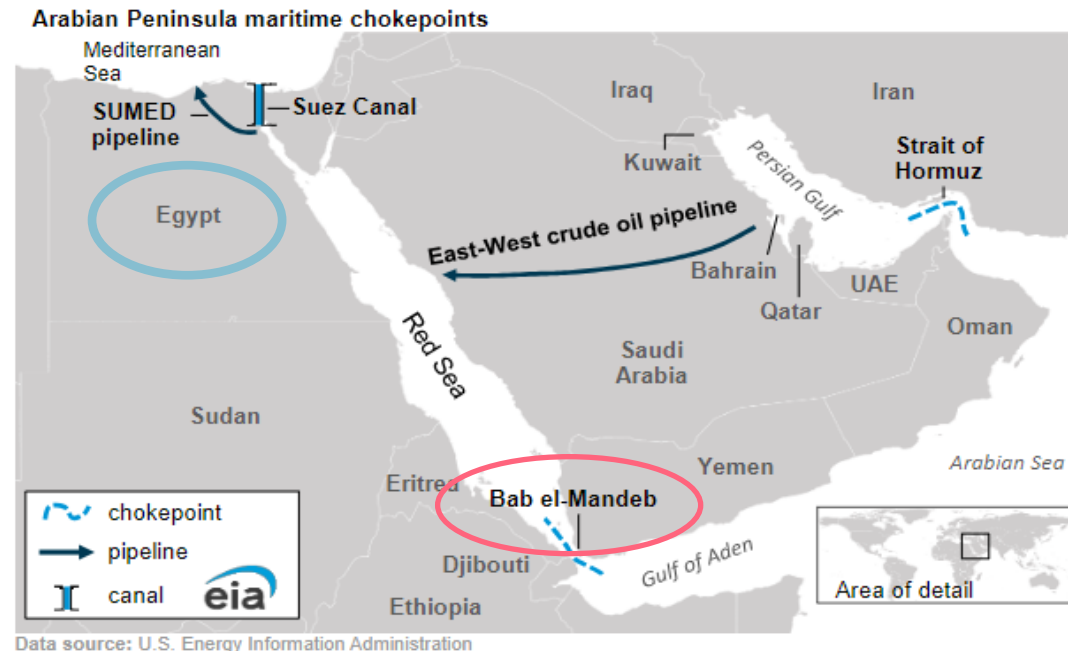 Arabian Peninsula maritime chokepoints
Mediterranean
Sea
SUMED
pipeline
Suez Canal
Iraq
Iran
Kuwait
Persian Gulf
Strait of
Hormuz
Egypt
East-West crude oil pipeline
Bahrain
Qatar
UAE
Oman
Red Sea
Saudi
Arabia
Sudan
Eritrea
Yemen
Arabian Sea
Bab el-Mandeb
Djibouti
Gulf of Aden
Ethiopia
chokepoint
pipeline
canal
eia
Area of detail
Data source: U.S. Energy Information Administration